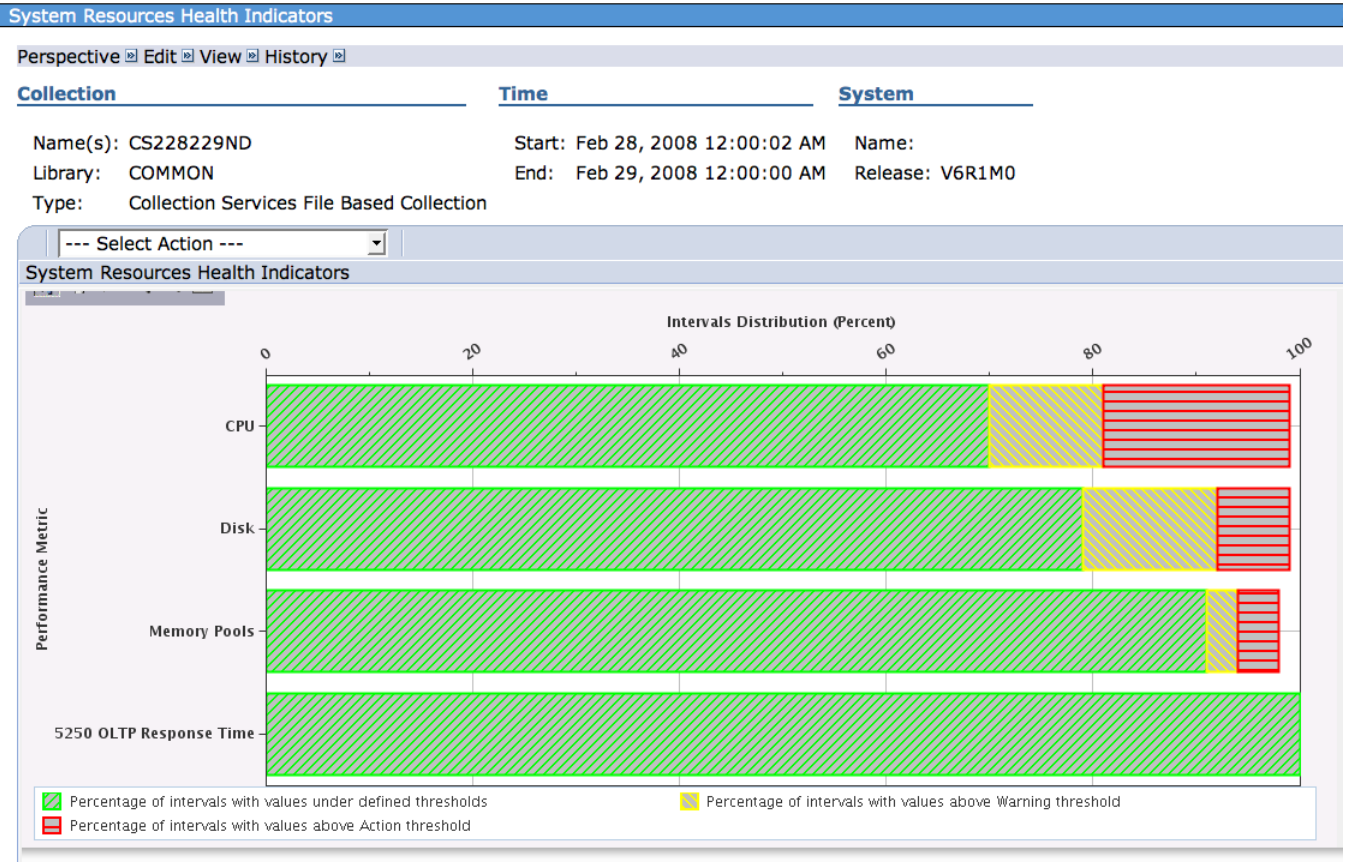 System Resources Health Indicators
Perspective Edit View History
Collection Time System
Name(s): CS228229ND Start: Feb 28, 2008 12:00:02 AM Name:
Library: COMMON End: Feb 29, 2008 12:00:00 AM Release: V6R1M0
Type: Collection Services File Based Collection
--- Select Action ---
System Resources Health Indicators
Intervals Distribution (Percent)
0 20 40 60 80 100
Performance Metric
CPU
Disk
Memory Pools
5250 OLTP Response Time
Percentage of intervals with values under defined thresholds Percentage of intervals with values above Warning threshold
Percentage of intervals with values above Action threshold